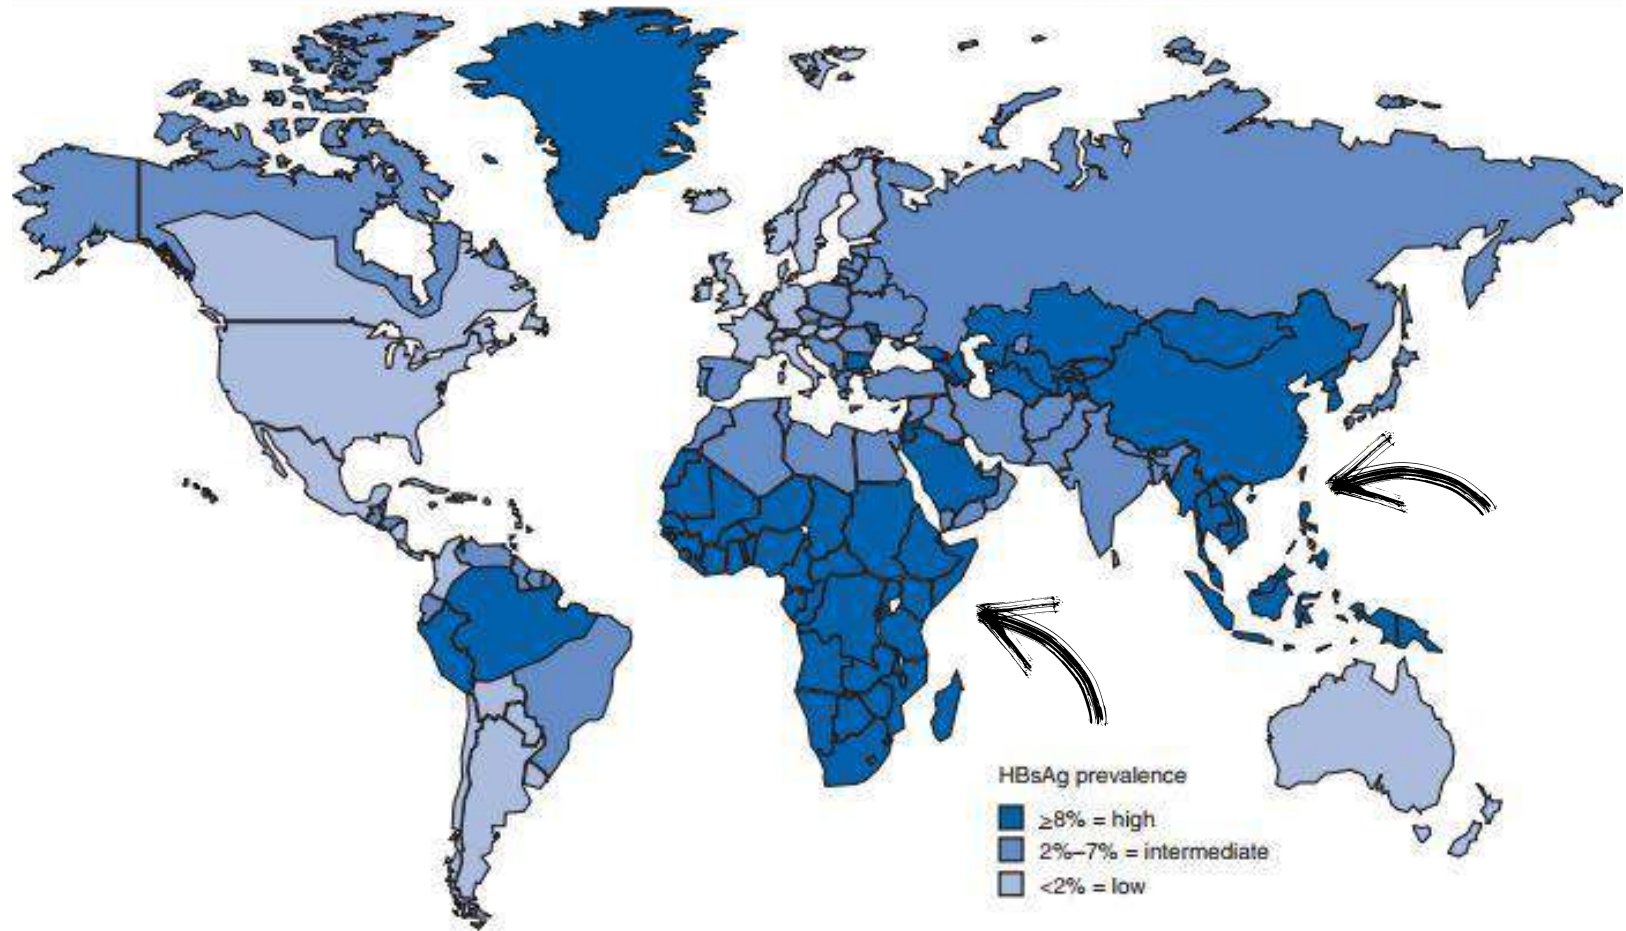 HBsAg prevalence
≥8% = high
2%–7% = intermediate
<2% = low